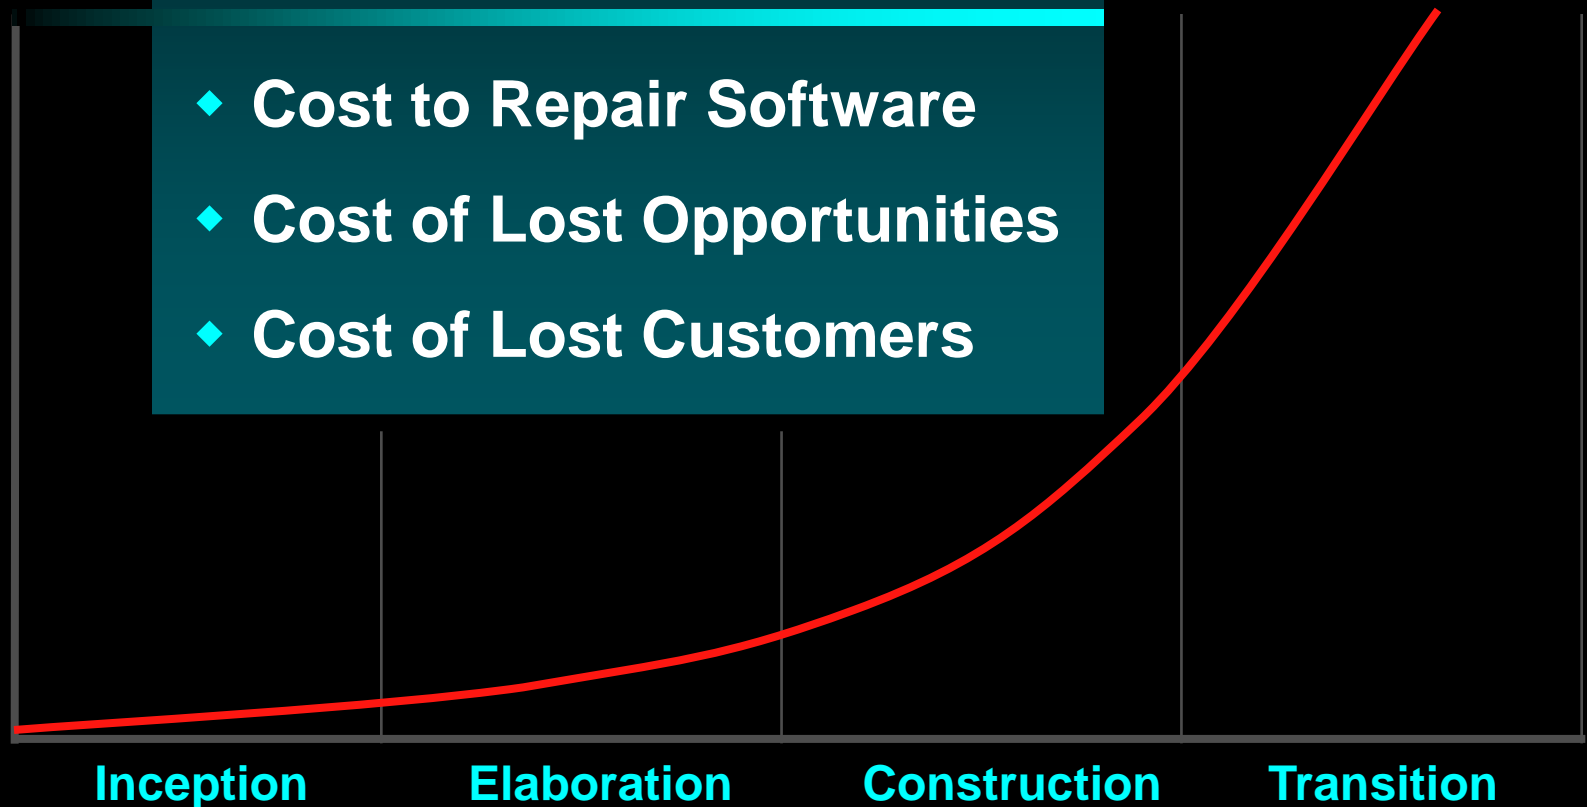 Cost to Repair Software
Cost of Lost Opportunities
Cost of Lost Customers
Inception Elaboration Construction Transition